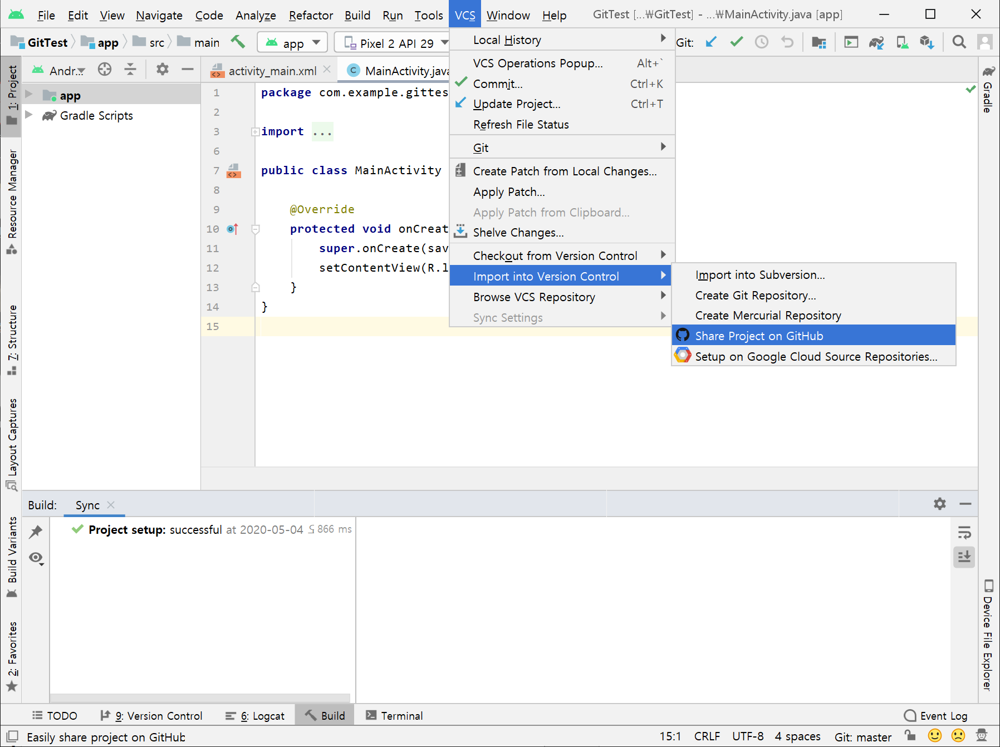 File Edit View Navigate Code Analyze Refactor Build Run Tools VCS Window Help GitTest [...₩GitTest] - ...₩MainActivity.java [app]
GitTest app src main app Pixel 2 API 29 Git:
Andr...
activity_main.xml
MainActivity.java
app
Gradle Scripts
1: Project
Resource Manager
7: Structure
Layout Captures
Build Variants
2: Favorites
1 package com.example.gittes
2
3 import ...
6
7 public class MainActivity
8
9 @Override
10 protected void onCreat
11 super.onCreate(sav
12 setContentView(R.l
13 }
14 }
15
Local History
VCS Operations Popup... Alt+`
Commit... Ctrl+K
Update Project... Ctrl+T
Refresh File Status
Git
Create Patch from Local Changes...
Apply Patch...
Apply Patch from Clipboard...
Shelve Changes...
Checkout from Version Control
Import into Version Control
Browse VCS Repository
Sync Settings
Import into Subversion...
Create Git Repository...
Create Mercurial Repository
Share Project on GitHub
Setup on Google Cloud Source Repositories...
Gradle
Device File Explorer
Build: Sync
Project setup: successful at 2020-05-04 866 ms
TODO 9: Version Control 6: Logcat Build Terminal Event Log
Easily share project on GitHub 15:1 CRLF UTF-8 4 spaces Git: master